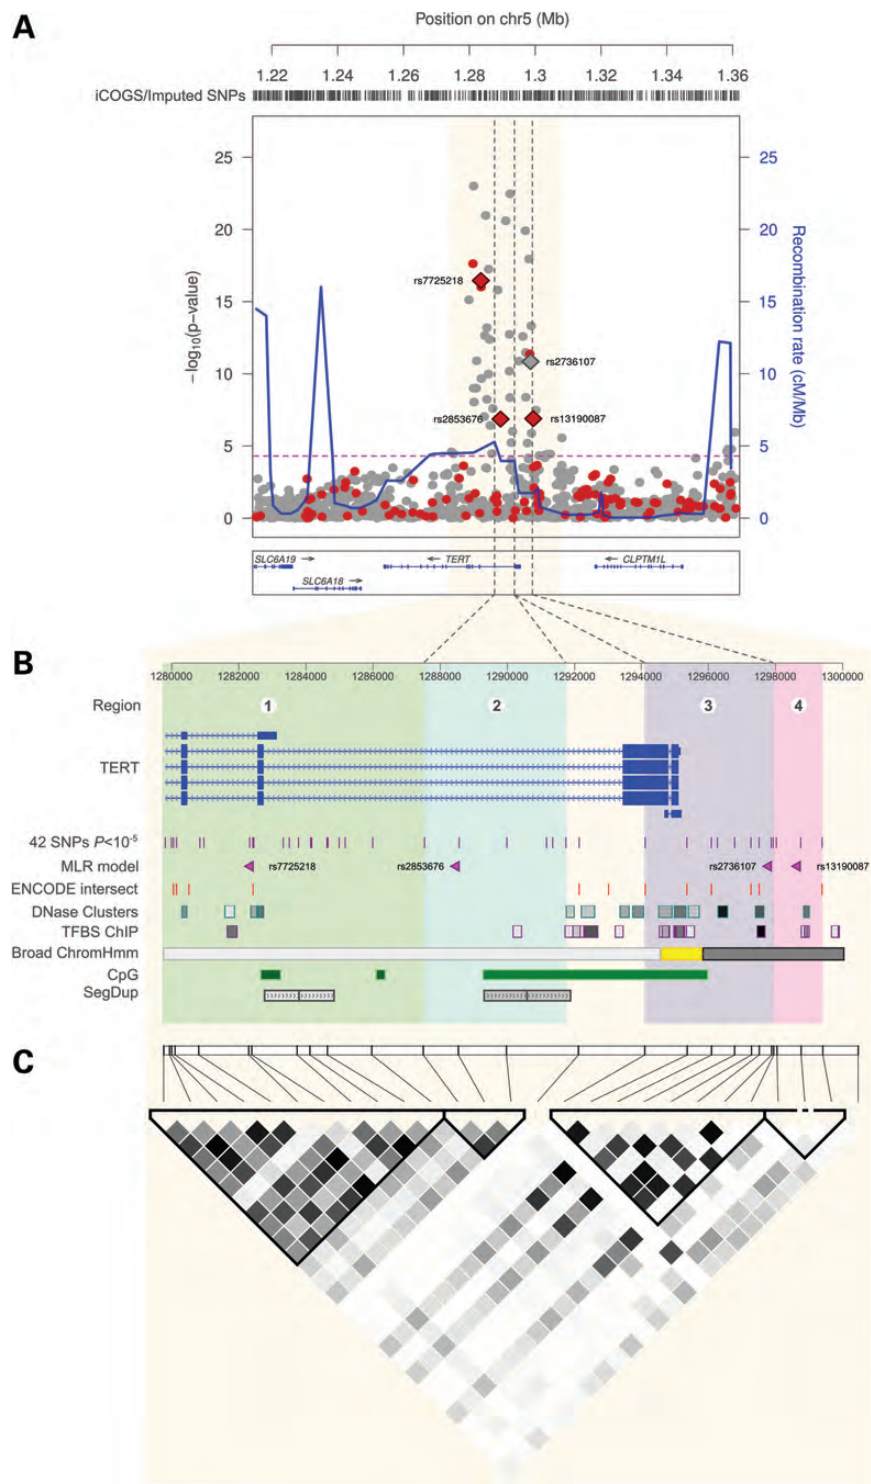 A
Position on chr5 (Mb)
1.22 1.24 1.26 1.28 1.3 1.32 1.34 1.36
iCOGS/Imputed SNPs
−log10(p-value)
25 25
20 20
15 15
10 10
5 5
0 0
Recombination rate (cM/Mb)
rs7725218
rs2736107
rs2853676
rs13190087
SLC6A19
TERT
CLPTM1L
SLC6A18
B
1280000 1282000 1284000 1286000 1288000 1290000 1292000 1294000 1296000 1298000 1300000
Region 1 2 3 4
TERT
42 SNPs P<10-5
MLR model rs7725218 rs2853676 rs2736107 rs13190087
ENCODE intersect
DNase Clusters
TFBS ChIP
Broad ChromHmm
CpG
SegDup
C